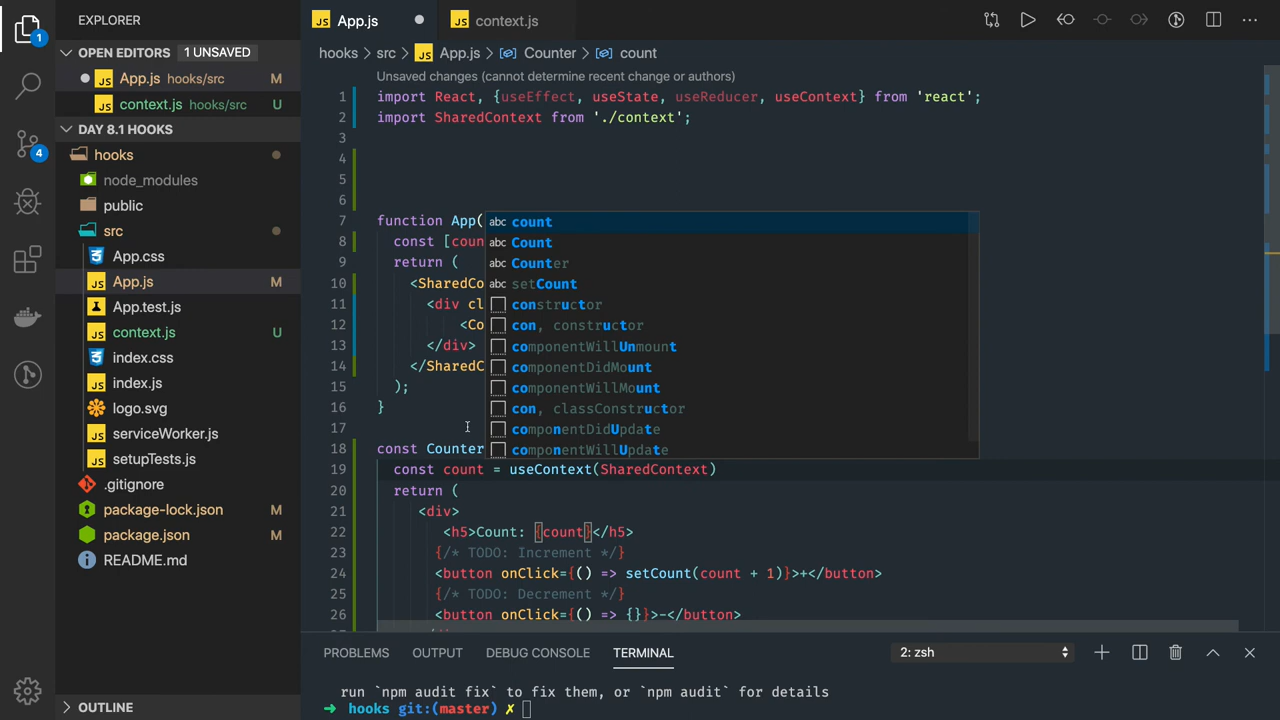 EXPLORER
OPEN EDITORS 1 UNSAVED
App.js hooks/src M
context.js hooks/src U
DAY 8.1 HOOKS
hooks
node_modules
public
src
App.css
App.js M
App.test.js
context.js U
index.css
index.js
logo.svg
serviceWorker.js
setupTests.js
.gitignore
package-lock.json M
package.json M
README.md
OUTLINE
1
4
JS App.js
JS context.js
hooks > src > JS App.js > Counter > count
Unsaved changes (cannot determine recent change or authors)
1 import React, {useEffect, useState, useReducer, useContext} from 'react';
2 import SharedContext from './context';
3
4
5
6
7 function App(
8 const [coun
9 return (
10 <SharedCo
11 <div cl
12 <Co
13 </div>
14 </SharedC
15 );
16 }
17
18 const Counter
19 const count = useContext(SharedContext)
20 return (
21 <div>
22 <h5>Count: {count}</h5>
23 {/* TODO: Increment */}
24 <button onClick={() => setCount(count + 1)}>+</button>
25 {/* TODO: Decrement */}
26 <button onClick={() => {}}>-</button>
abc count
abc Count
abc Counter
abc setCount
constructor
con, constructor
componentWillUnmount
componentDidMount
componentWillMount
con, classConstructor
componentDidUpdate
componentWillUpdate
PROBLEMS OUTPUT DEBUG CONSOLE TERMINAL 2: zsh
run `npm audit fix` to fix them, or `npm audit` for details
➜ hooks git:(master) ✗